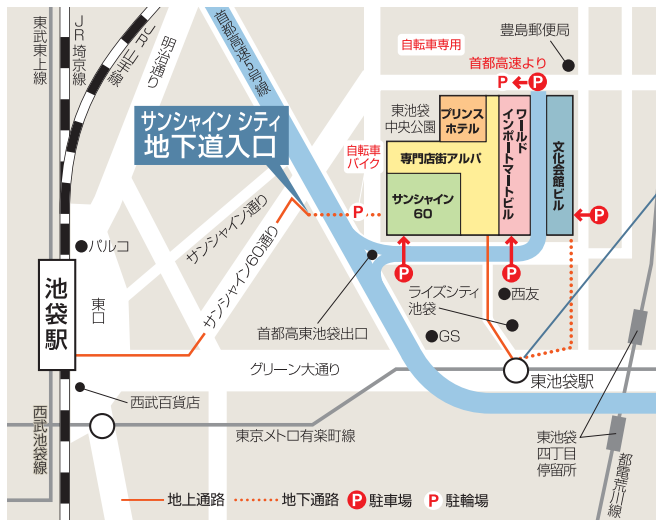 東武東上線
JR埼京線
JR山手線
明治通り
首都高速5号線
豊島郵便局
自転車専用
首都高速より
P
P
東池袋
中央公園
プリンス
ホテル
ワールド
インポートマートビル
文化会館ビル
サンシャイン シティ
地下道入口
自転車
バイク
専門店街アルパ
サンシャイン
60
P
P
P
P
サンシャイン通り
サンシャイン60通り
パルコ
池袋駅
東口
首都高東池袋出口
ライズシティ
池袋
西友
GS
グリーン大通り
東池袋駅
西武百貨店
西武池袋線
東京メトロ有楽町線
東池袋
四丁目
停留所
都電荒川線
地上通路
地下通路
P 駐車場
P 駐輪場